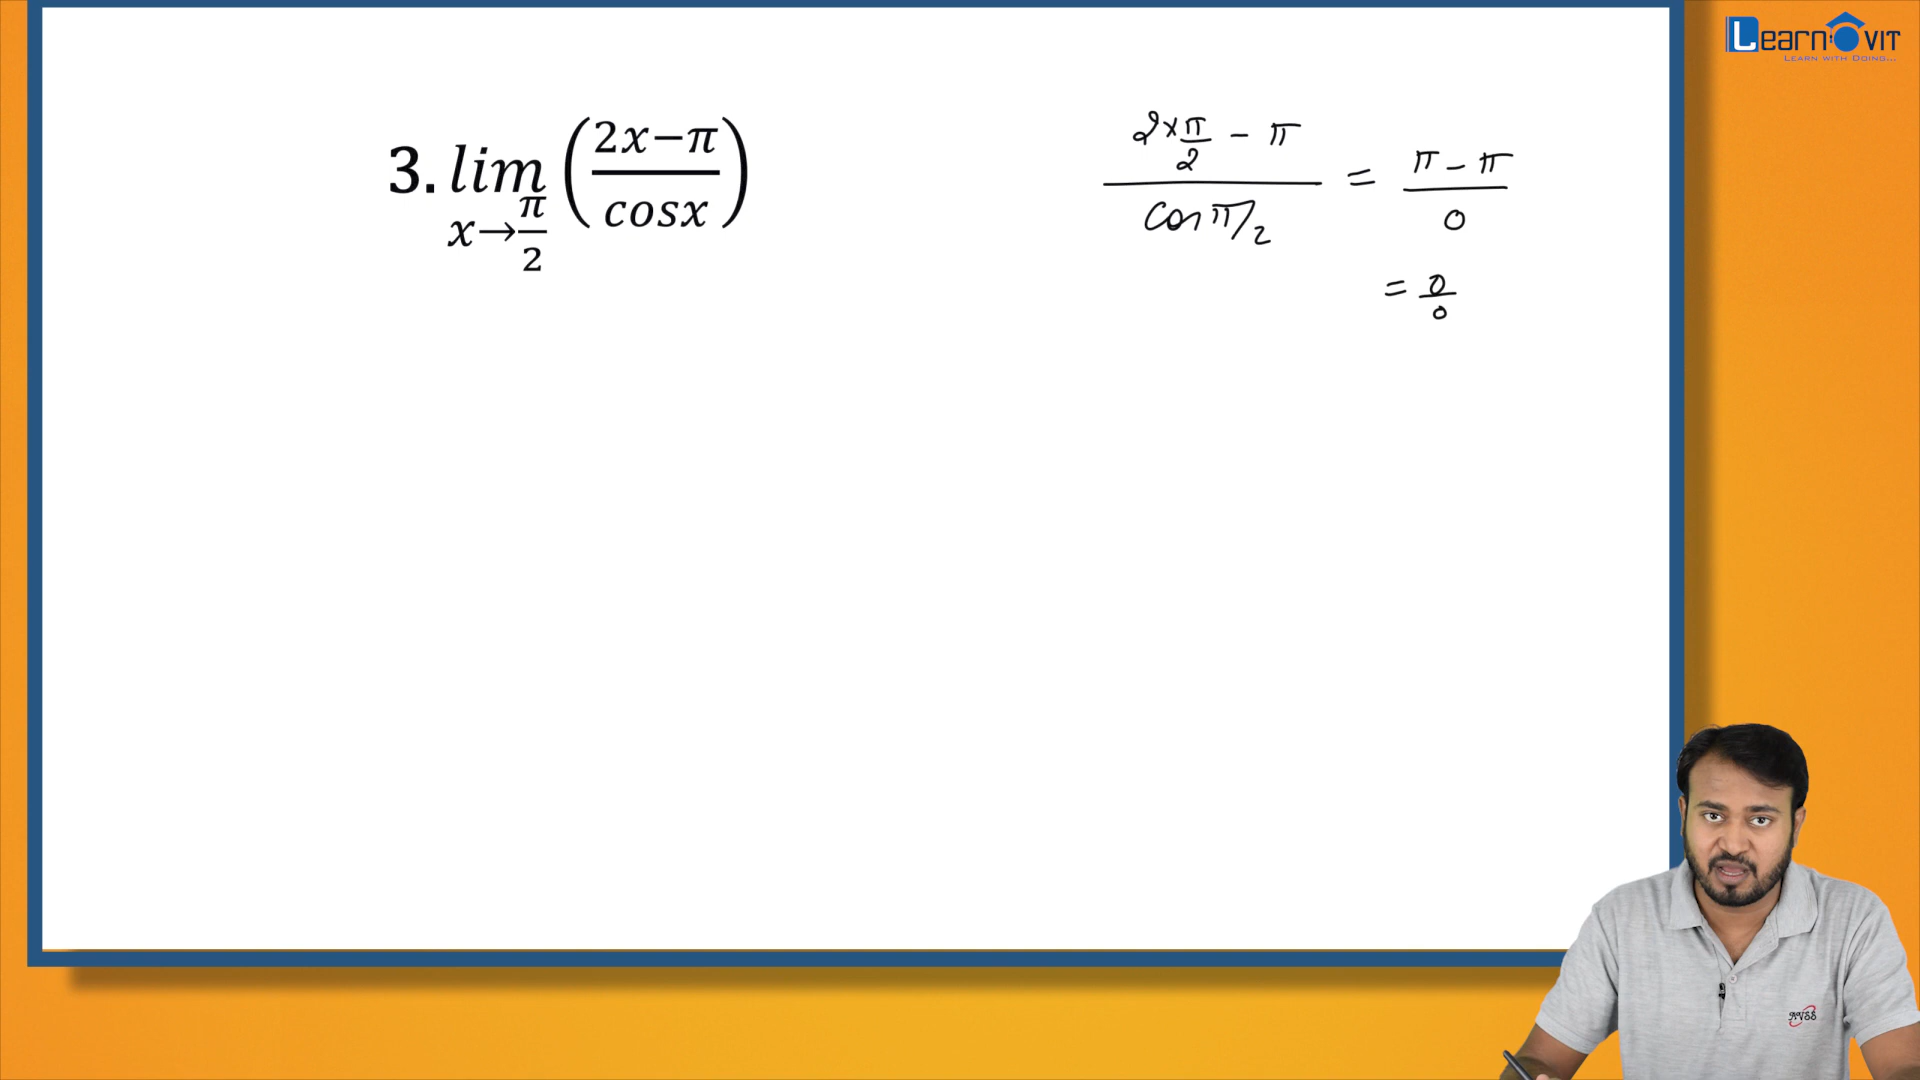 LearnOvit
LEARN WITH DOING...
3. lim x→π/2 (2x−π / cosx)
2×π/2 − π / cos π/2 = π − π / 0
= 0/0